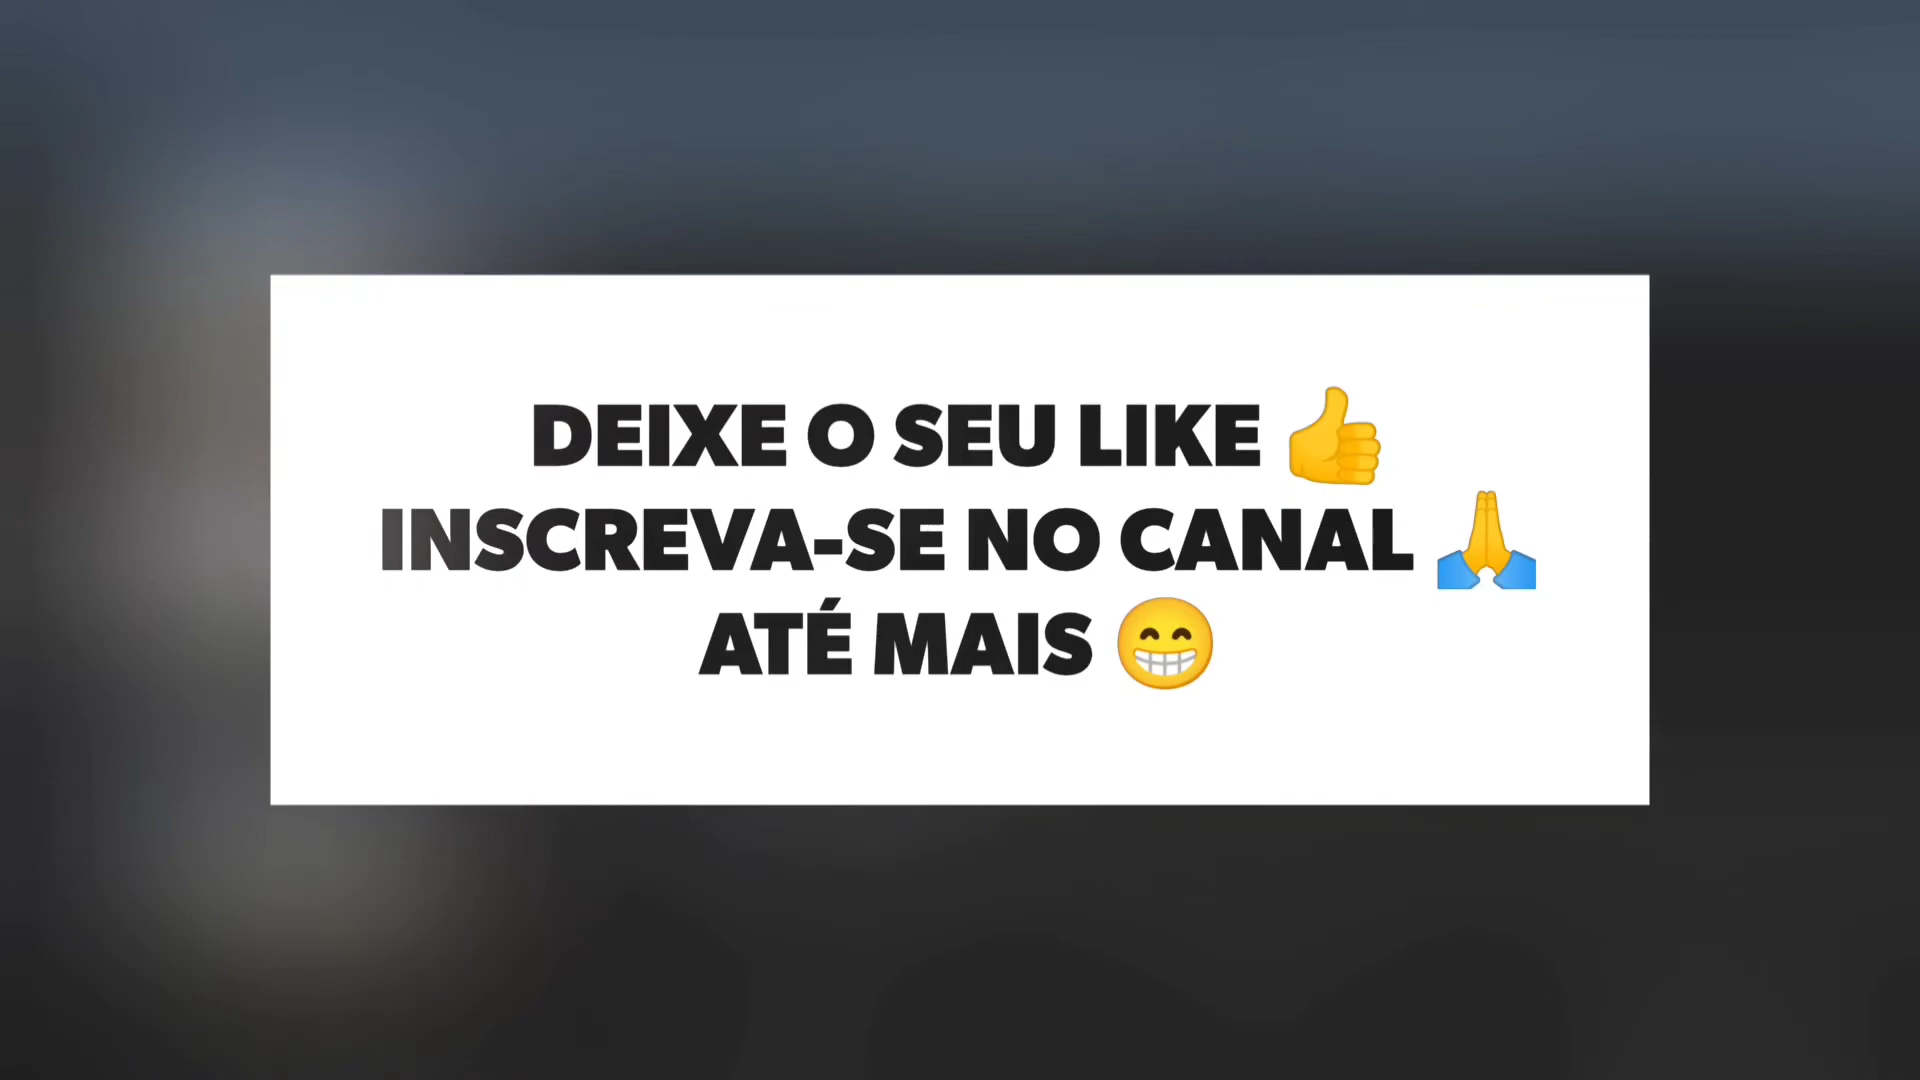 DEIXE O SEU LIKE 👍
INSCREVA-SE NO CANAL 🙏
ATÉ MAIS 😁